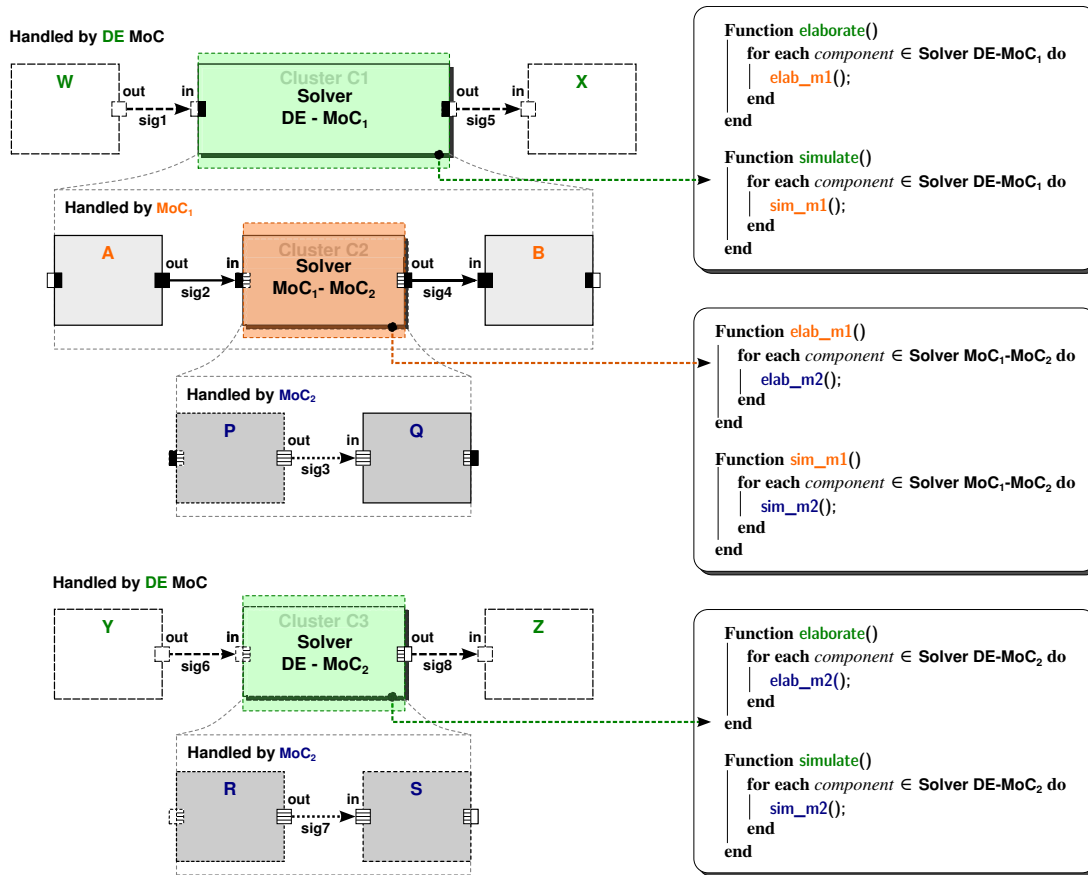 Handled by DE MoC
W
out
sig1
in
Cluster C1
Solver
DE - MoC₁
out
sig5
in
X
Handled by MoC₁
A
out
sig2
in
Cluster C2
Solver
MoC₁- MoC₂
out
sig4
in
B
Handled by MoC₂
P
out
sig3
in
Q
Handled by DE MoC
Y
out
sig6
in
Cluster C3
Solver
DE - MoC₂
out
sig8
in
Z
Handled by MoC₂
R
out
sig7
in
S
Function elaborate()
for each component ∈ Solver DE-MoC₁ do
elab_m1();
end
end
Function simulate()
for each component ∈ Solver DE-MoC₁ do
sim_m1();
end
end
Function elab_m1()
for each component ∈ Solver MoC₁-MoC₂ do
elab_m2();
end
end
Function sim_m1()
for each component ∈ Solver MoC₁-MoC₂ do
sim_m2();
end
end
Function elaborate()
for each component ∈ Solver DE-MoC₂ do
elab_m2();
end
end
Function simulate()
for each component ∈ Solver DE-MoC₂ do
sim_m2();
end
end